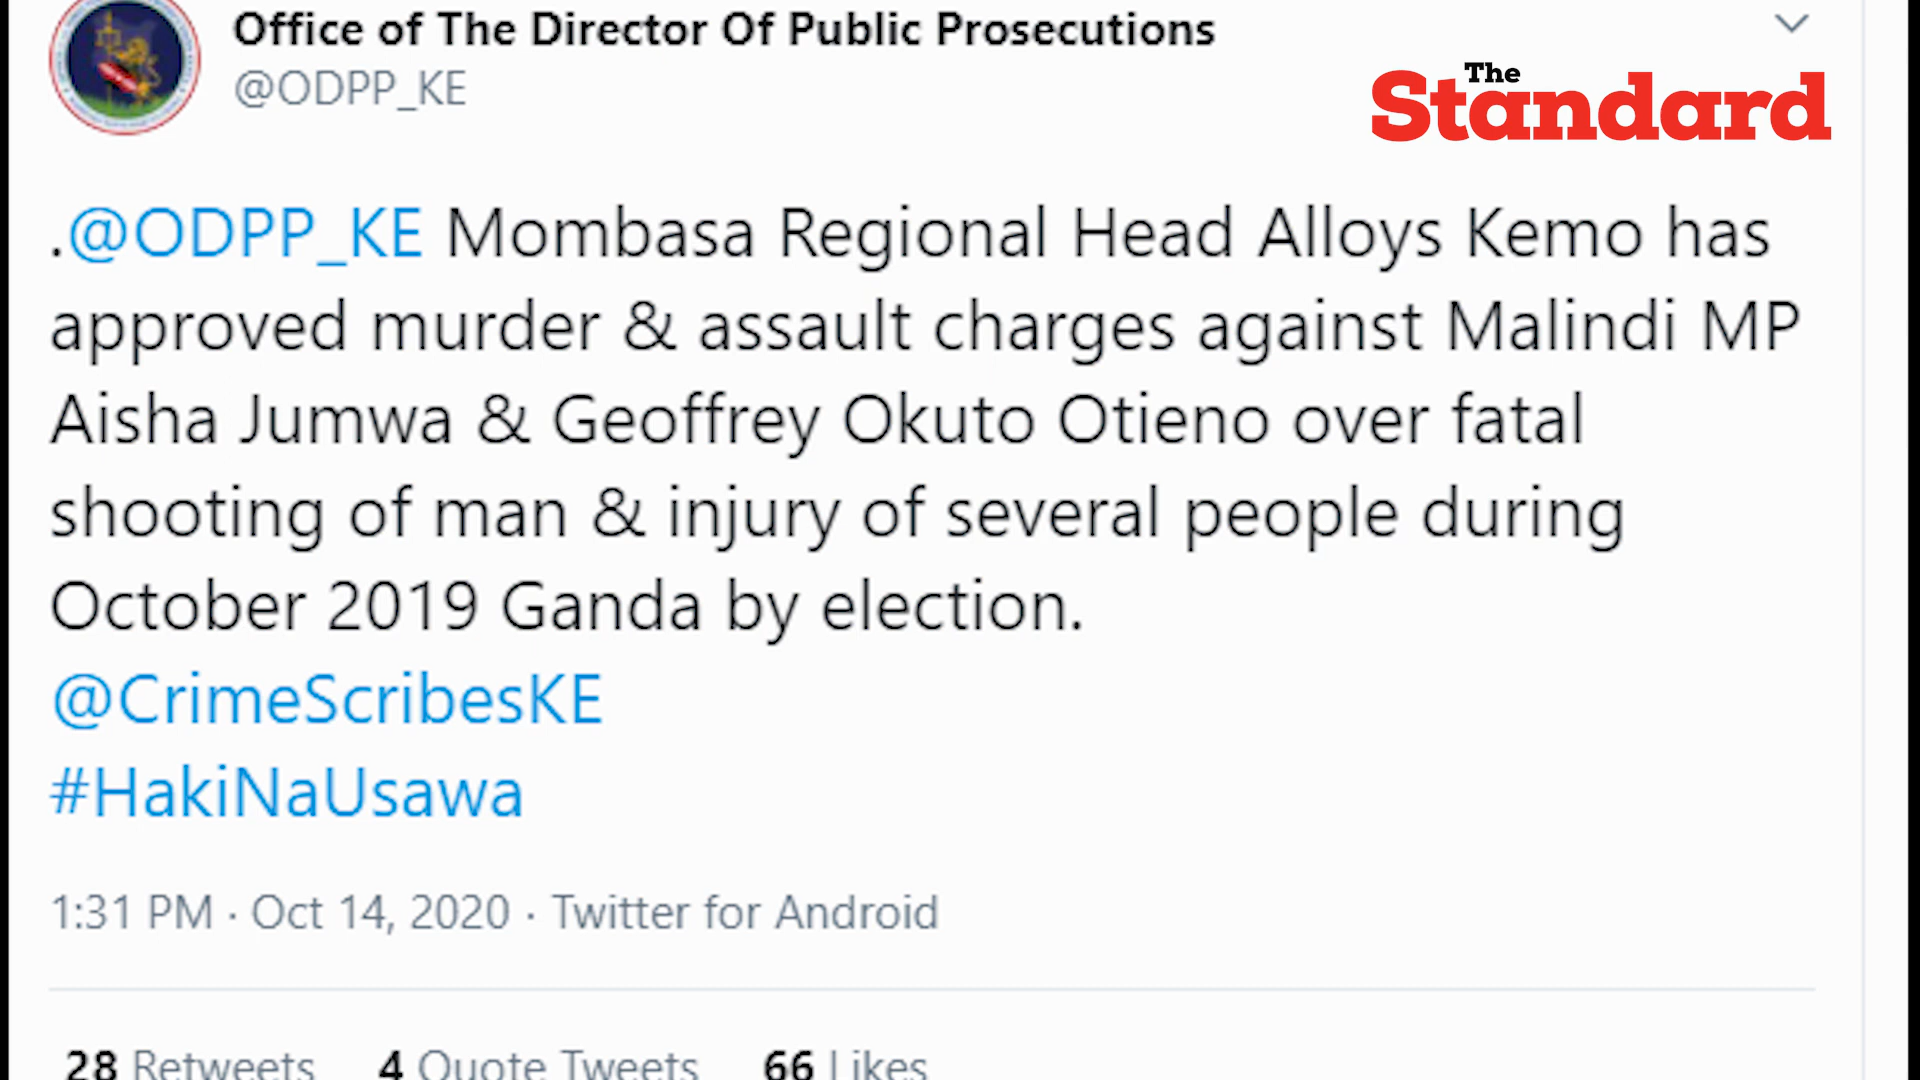 Office of The Director Of Public Prosecutions
@ODPP_KE
The
Standard
.@ODPP_KE Mombasa Regional Head Alloys Kemo has
approved murder & assault charges against Malindi MP
Aisha Jumwa & Geoffrey Okuto Otieno over fatal
shooting of man & injury of several people during
October 2019 Ganda by election.
@CrimeScribesKE
#HakiNaUsawa
1:31 PM · Oct 14, 2020 · Twitter for Android
28 Retweets 4 Quote Tweets 66 Likes